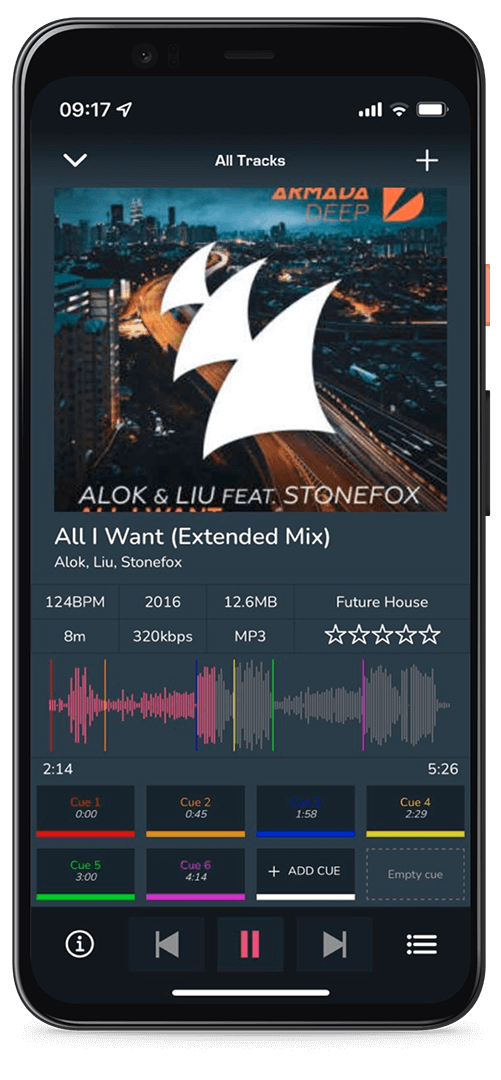 09:17
All Tracks
ARMADA
DEEP
ALOK & LIU FEAT. STONEFOX
ALL I WANT
All I Want (Extended Mix)
Alok, Liu, Stonefox
124BPM 2016 12.6MB Future House
8m 320kbps MP3
2:14 5:26
Cue 1 Cue 2 Cue 3 Cue 4
0:00 0:45 1:58 2:29
Cue 5 Cue 6 + ADD CUE Empty cue
3:00 4:14